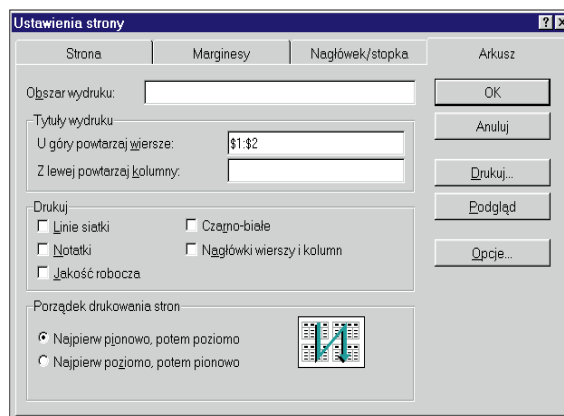 Ustawienia strony
Strona Marginesy Nagłówek/stopka Arkusz
Obszar wydruku: OK
Tytuły wydruku Anuluj
U góry powtarzaj wiersze: $1:$2
Z lewej powtarzaj kolumny: Drukuj...
Drukuj Podgląd
Linie siatki Czarno-białe
Notatki Nagłówki wierszy i kolumn Opcje...
Jakość robocza
Porządek drukowania stron
Najpierw pionowo, potem poziomo
Najpierw poziomo, potem pionowo